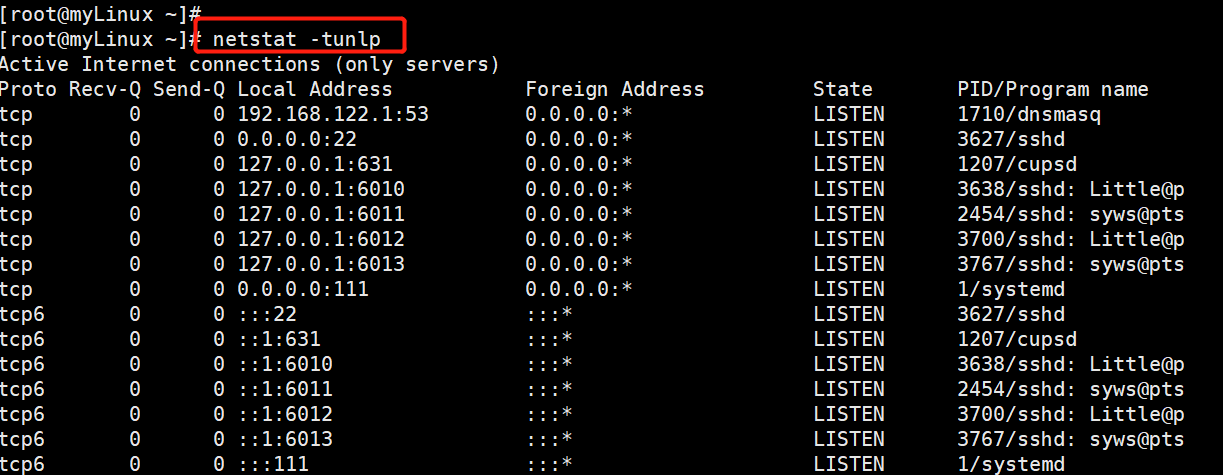 [root@myLinux ~]#
[root@myLinux ~]# netstat -tunlp
Active Internet connections (only servers)
Proto Recv-Q Send-Q Local Address           Foreign Address         State       PID/Program name
tcp        0      0 192.168.122.1:53        0.0.0.0:*               LISTEN      1710/dnsmasq
tcp        0      0 0.0.0.0:22              0.0.0.0:*               LISTEN      3627/sshd
tcp        0      0 127.0.0.1:631           0.0.0.0:*               LISTEN      1207/cupsd
tcp        0      0 127.0.0.1:6010          0.0.0.0:*               LISTEN      3638/sshd: Little@p
tcp        0      0 127.0.0.1:6011          0.0.0.0:*               LISTEN      2454/sshd: syws@pts
tcp        0      0 127.0.0.1:6012          0.0.0.0:*               LISTEN      3700/sshd: Little@p
tcp        0      0 127.0.0.1:6013          0.0.0.0:*               LISTEN      3767/sshd: syws@pts
tcp        0      0 0.0.0.0:111             0.0.0.0:*               LISTEN      1/systemd
tcp6       0      0 :::22                   :::*                    LISTEN      3627/sshd
tcp6       0      0 ::1:631                 :::*                    LISTEN      1207/cupsd
tcp6       0      0 ::1:6010                :::*                    LISTEN      3638/sshd: Little@p
tcp6       0      0 ::1:6011                :::*                    LISTEN      2454/sshd: syws@pts
tcp6       0      0 ::1:6012                :::*                    LISTEN      3700/sshd: Little@p
tcp6       0      0 ::1:6013                :::*                    LISTEN      3767/sshd: syws@pts
tcp6       0      0 :::111                  :::*                    LISTEN      1/systemd